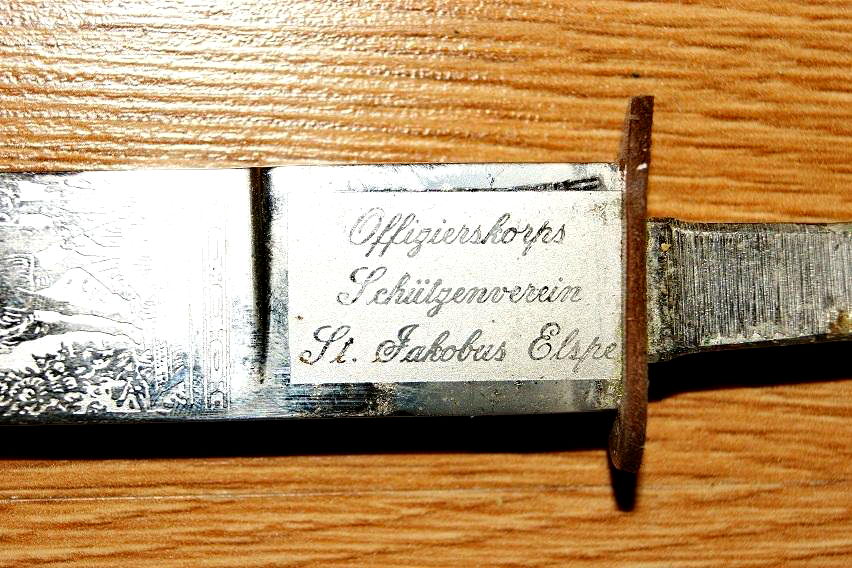 Offizierskorps
Schützenverein
St. Jakobus Elspe